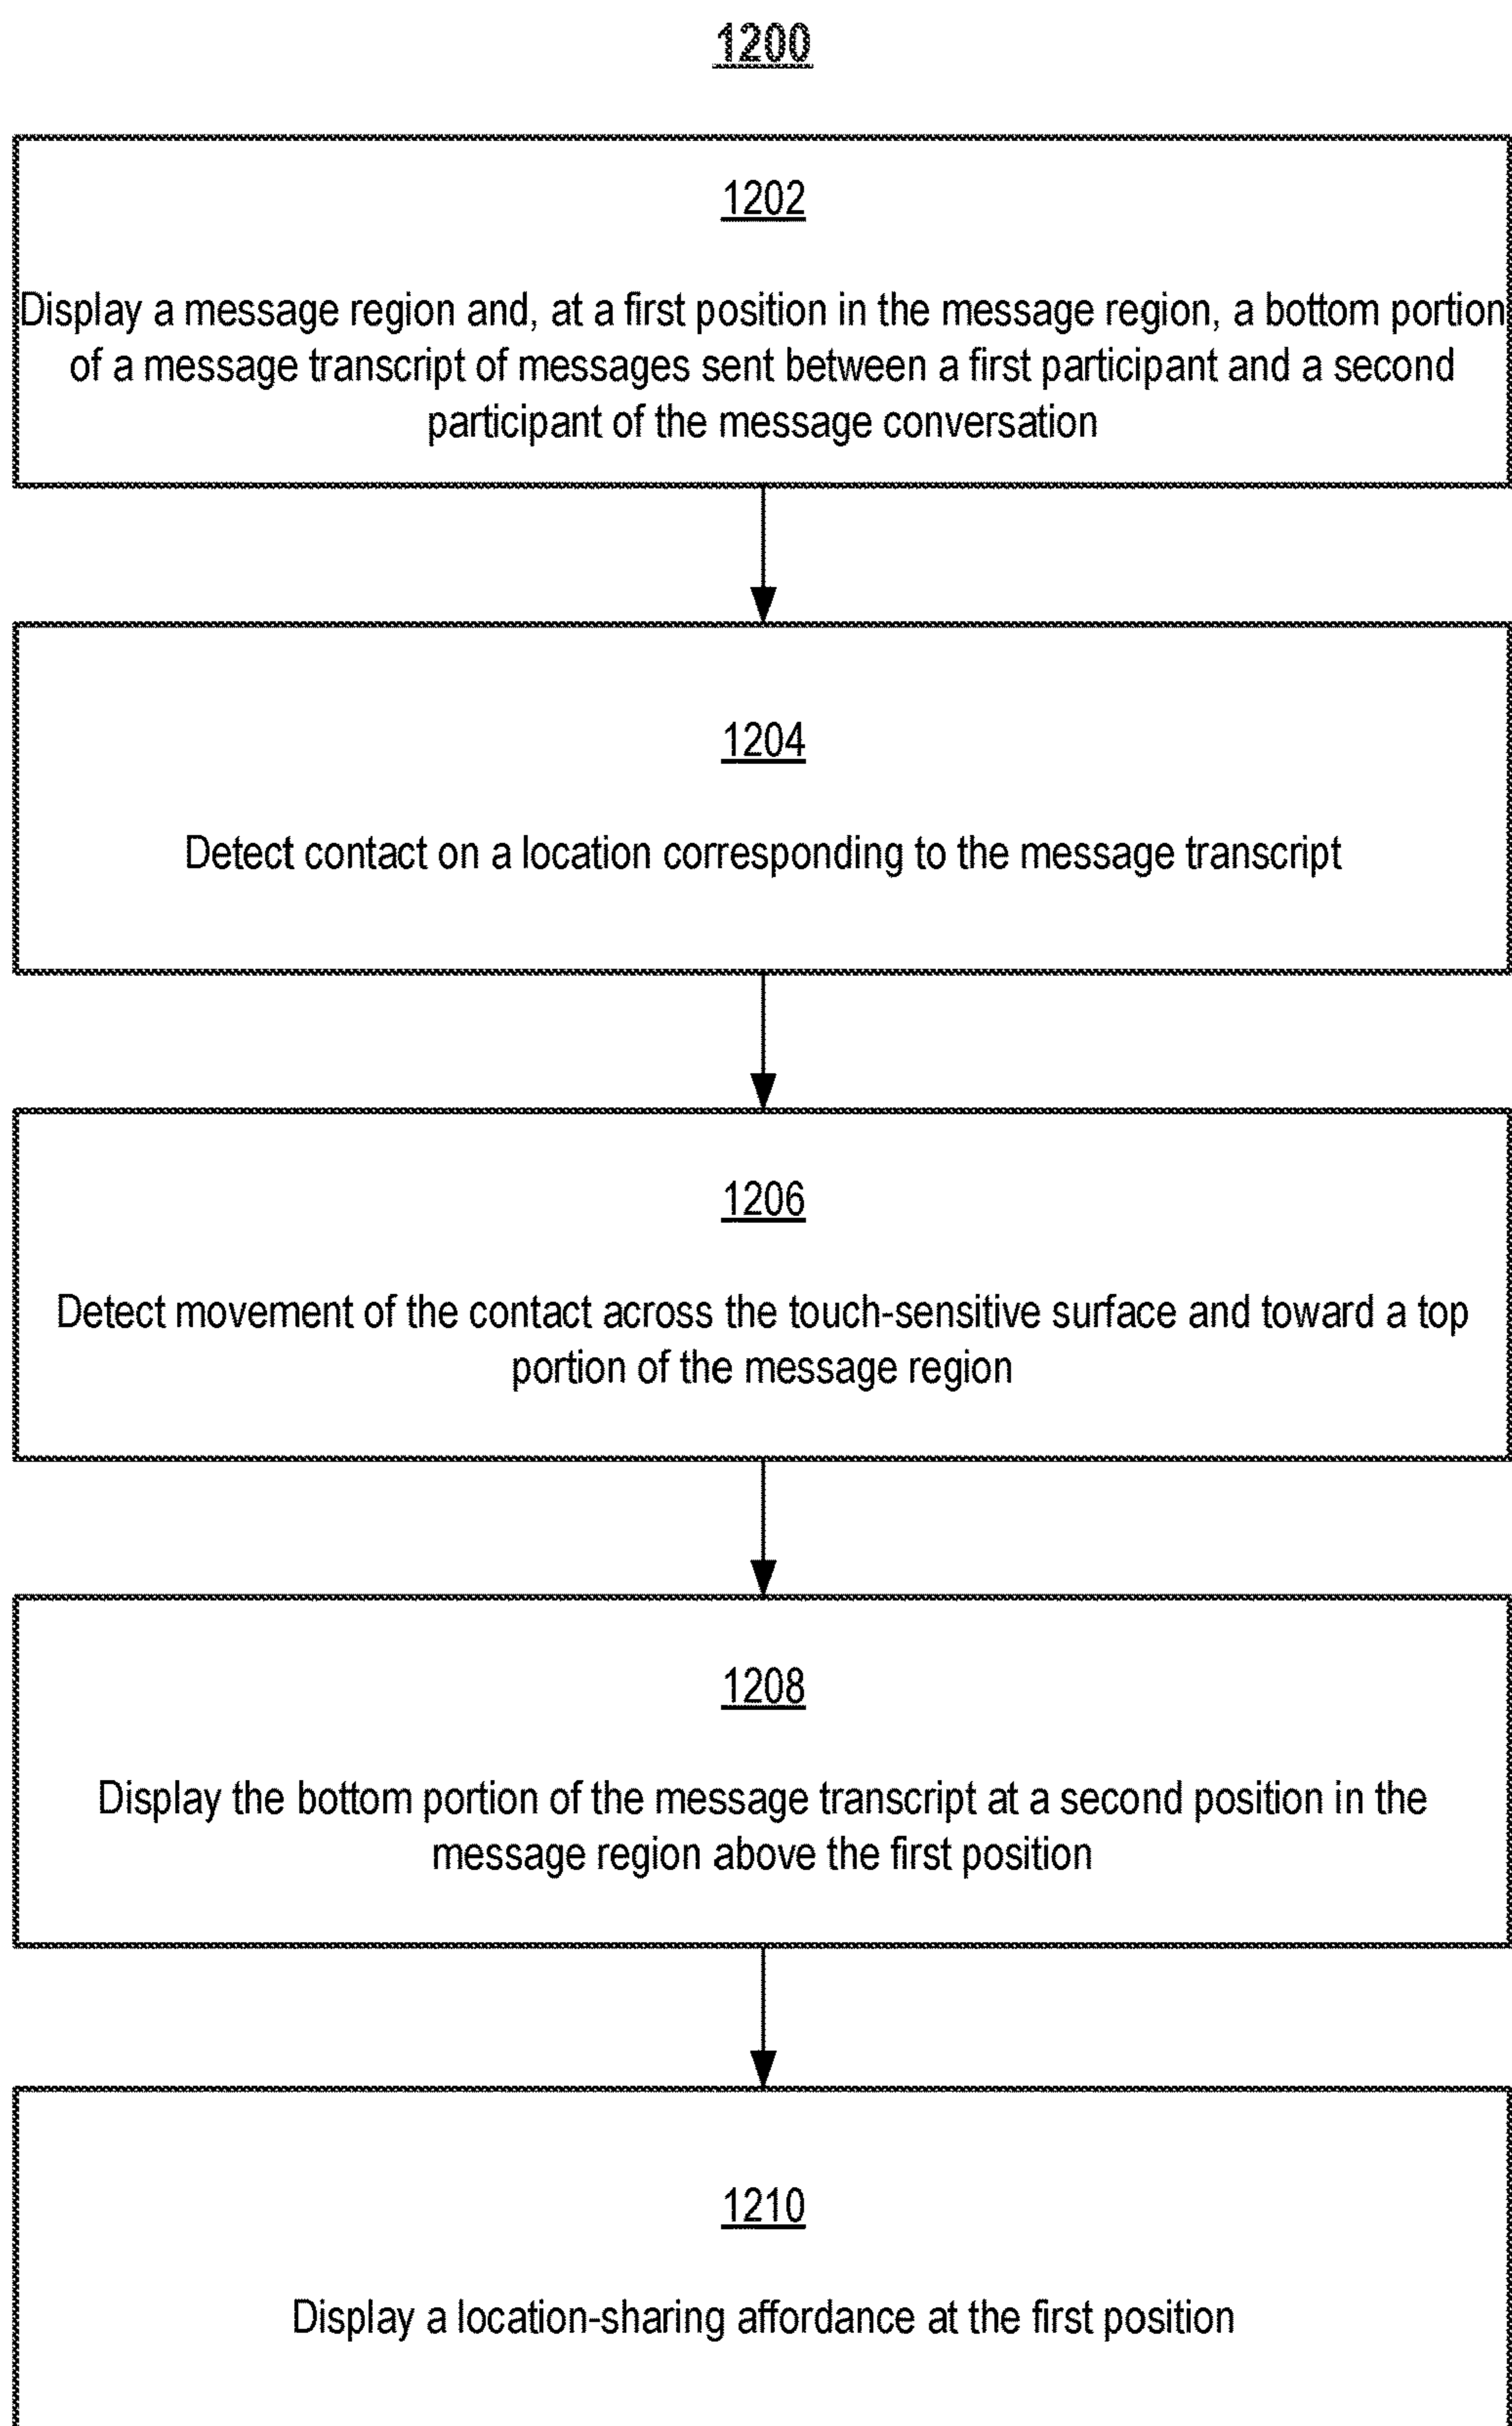 1200
1202
Display a message region and, at a first position in the message region, a bottom portion
of a message transcript of messages sent between a first participant and a second
participant of the message conversation
1204
Detect contact on a location corresponding to the message transcript
1206
Detect movement of the contact across the touch-sensitive surface and toward a top
portion of the message region
1208
Display the bottom portion of the message transcript at a second position in the
message region above the first position
1210
Display a location-sharing affordance at the first position